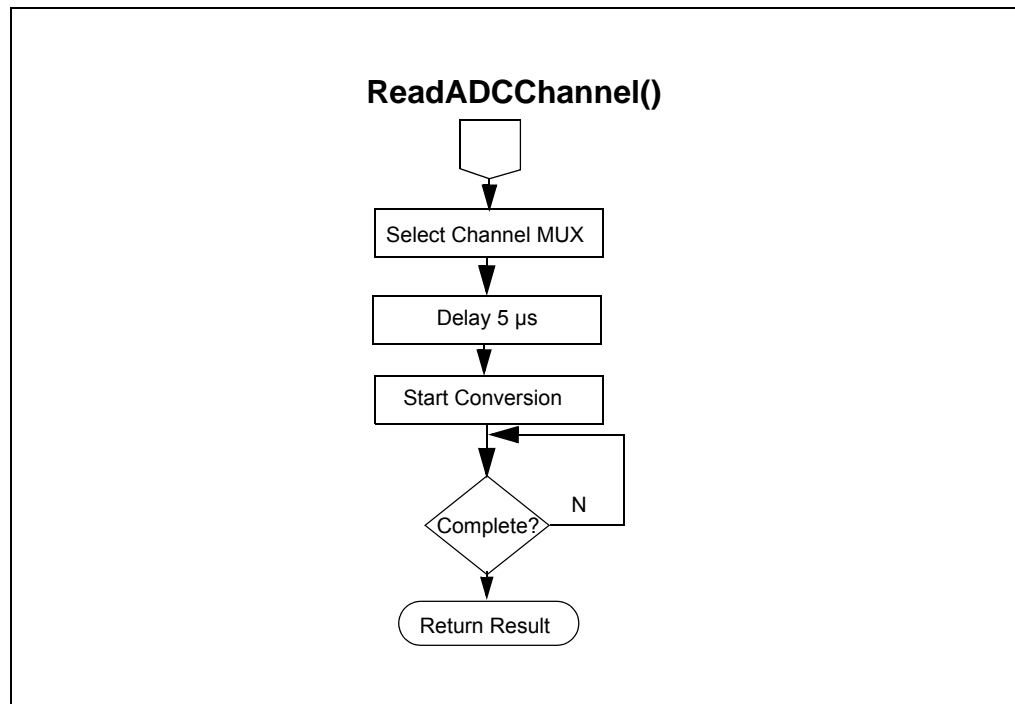 ReadADCChannel()
Select Channel MUX
Delay 5 µs
Start Conversion
N
Complete?
Return Result